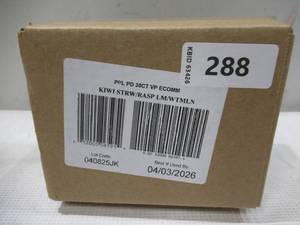 KBID 63426
288
PPL PD 30CT VP ECOMM
KIWI STRW/RASP LM/WTMLN
Lot Code:
040825JK
Best If Used By:
04/03/2026